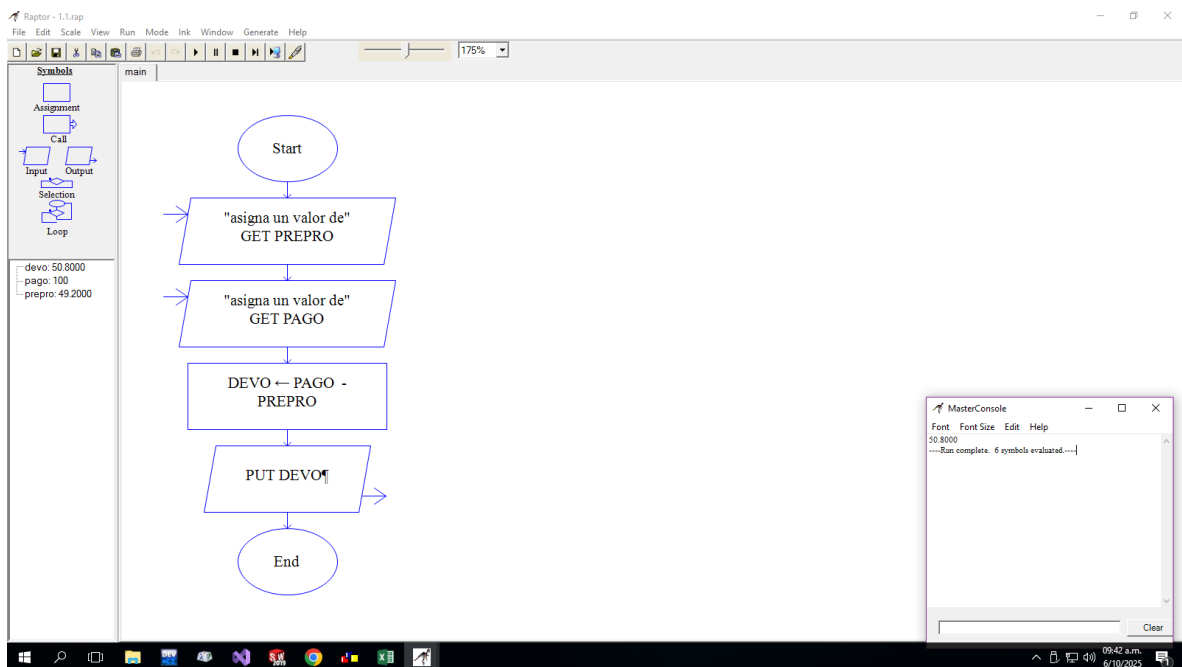 Raptor - 1.1.rap
File Edit Scale View Run Mode Ink Window Generate Help
175%
Symbols
Assignment
Call
Input Output
Selection
Loop
main
devo: 50.8000
pago: 100
prepro: 49.2000
Start
"asigna un valor de"
GET PREPRO
"asigna un valor de"
GET PAGO
DEVO ← PAGO -
PREPRO
PUT DEVO¶
End
MasterConsole
Font Font Size Edit Help
50.8000
----Run complete. 6 symbols evaluated.----
Clear
DEV
SW
2019
09:42 a.m.
6/10/2025